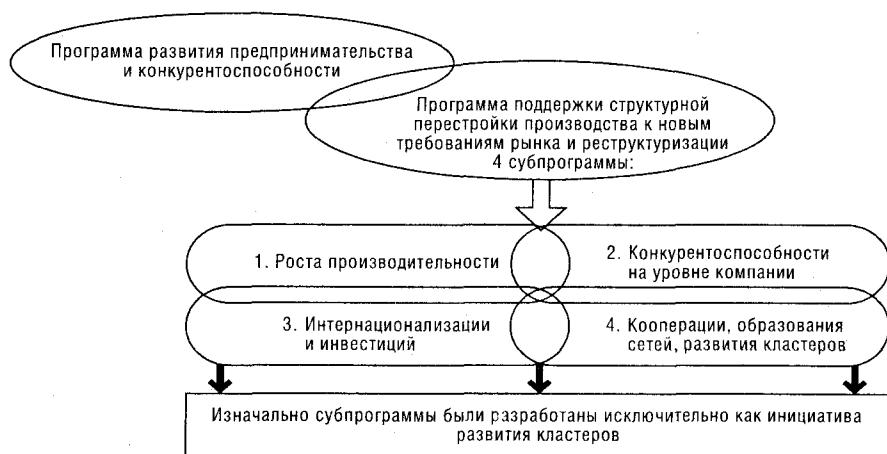 Программа развития предпринимательства
и конкурентоспособности
Программа поддержки структурной
перестройки производства к новым
требованиям рынка и реструктуризации
4 субпрограммы:
1. Роста производительности
2. Конкурентоспособности
на уровне компании
3. Интернационализации
и инвестиций
4. Кооперации, образования
сетей, развития кластеров
Изначально субпрограммы были разработаны исключительно как инициатива
развития кластеров